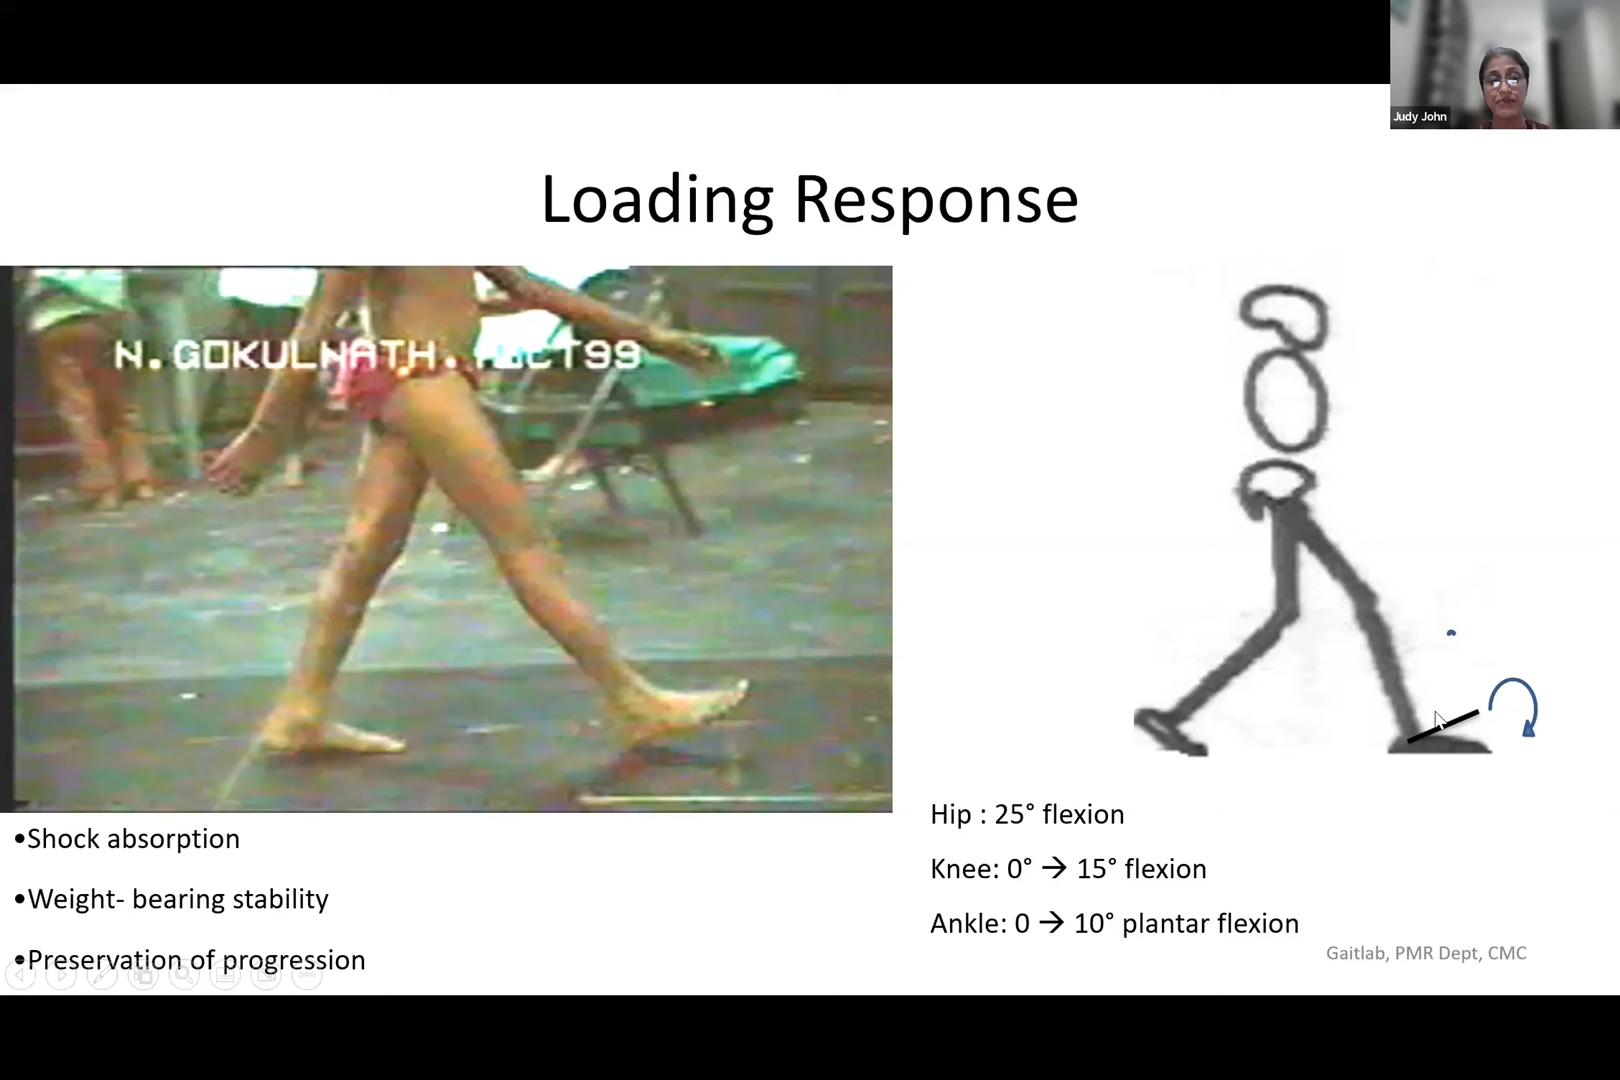 Judy John
Loading Response
N.GOKULNATH.
CT99
•Shock absorption
•Weight- bearing stability
•Preservation of progression
Hip : 25° flexion
Knee: 0° → 15° flexion
Ankle: 0 → 10° plantar flexion
Gaitlab, PMR Dept, CMC